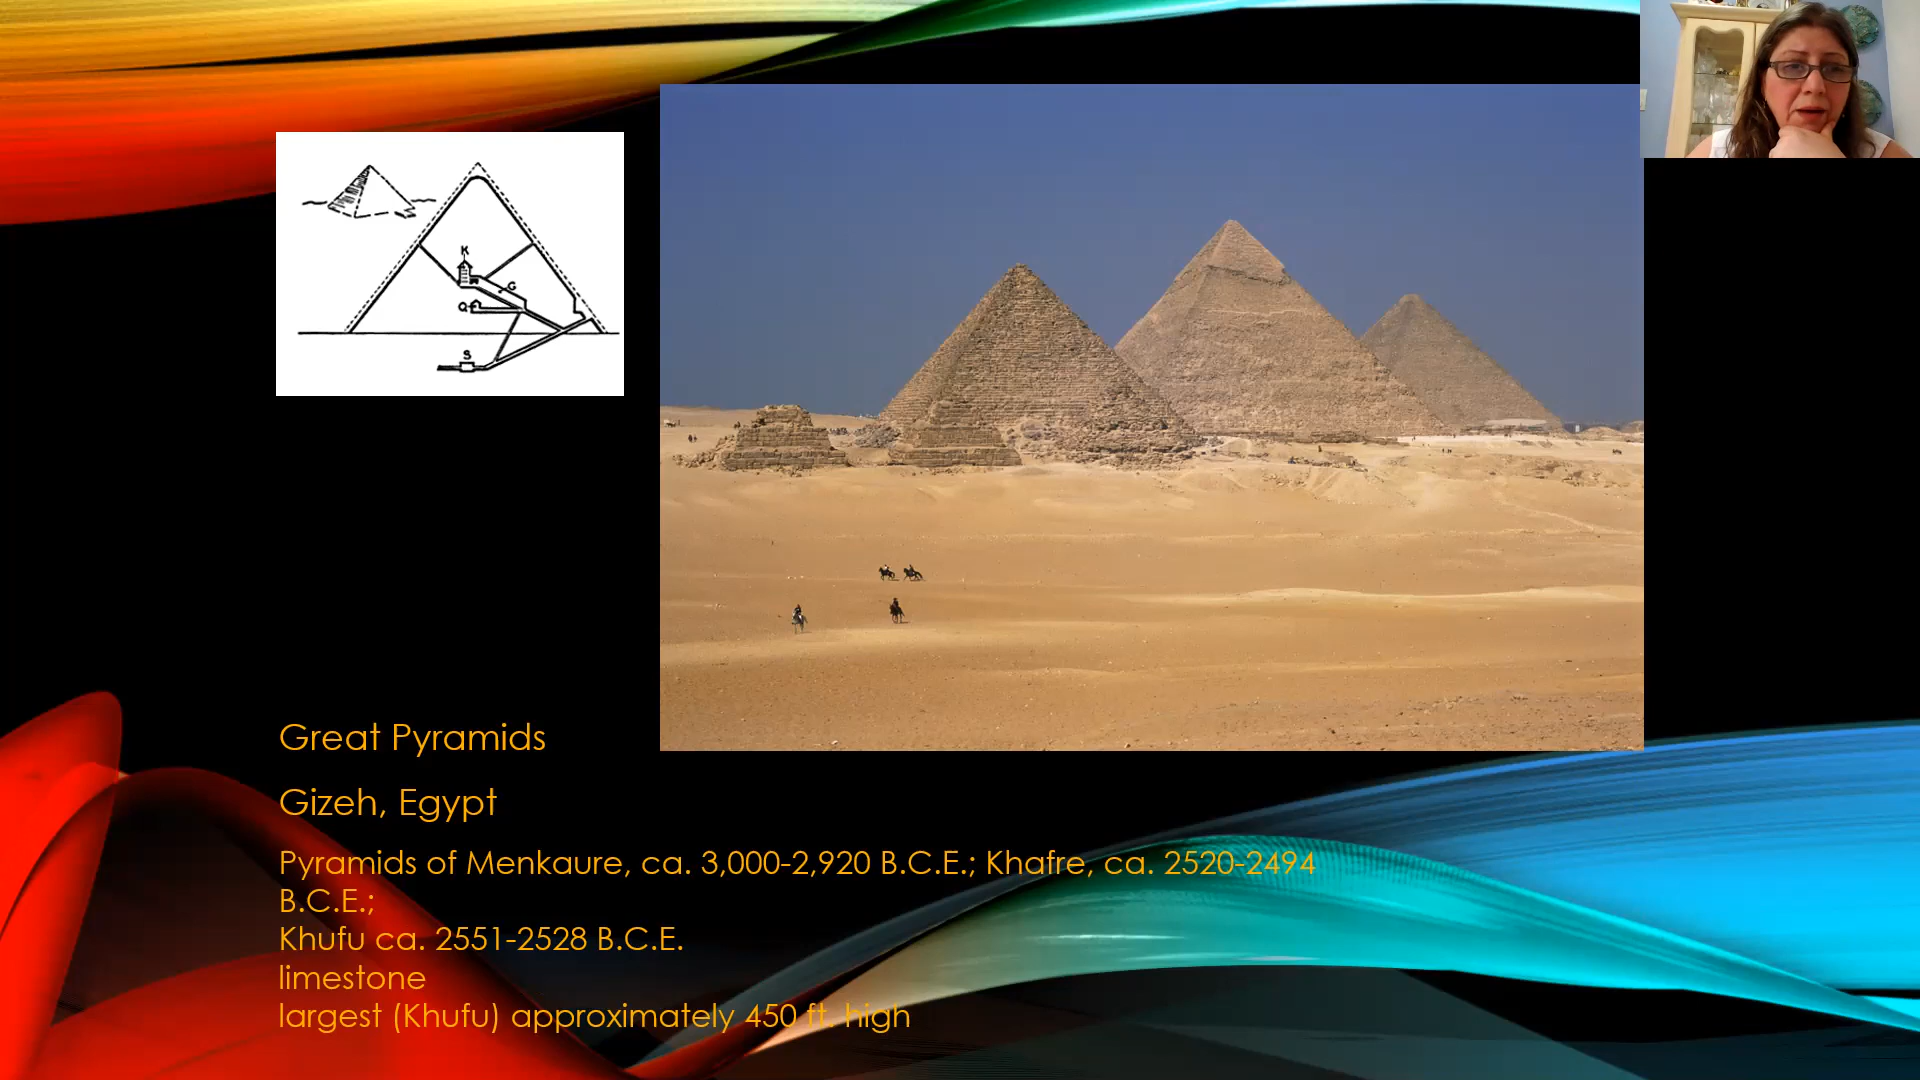 K
G
Q
S
Great Pyramids
Gizeh, Egypt
Pyramids of Menkaure, ca. 3,000-2,920 B.C.E.; Khafre, ca. 2520-2494
B.C.E.;
Khufu ca. 2551-2528 B.C.E.
limestone
largest (Khufu) approximately 450 ft. high